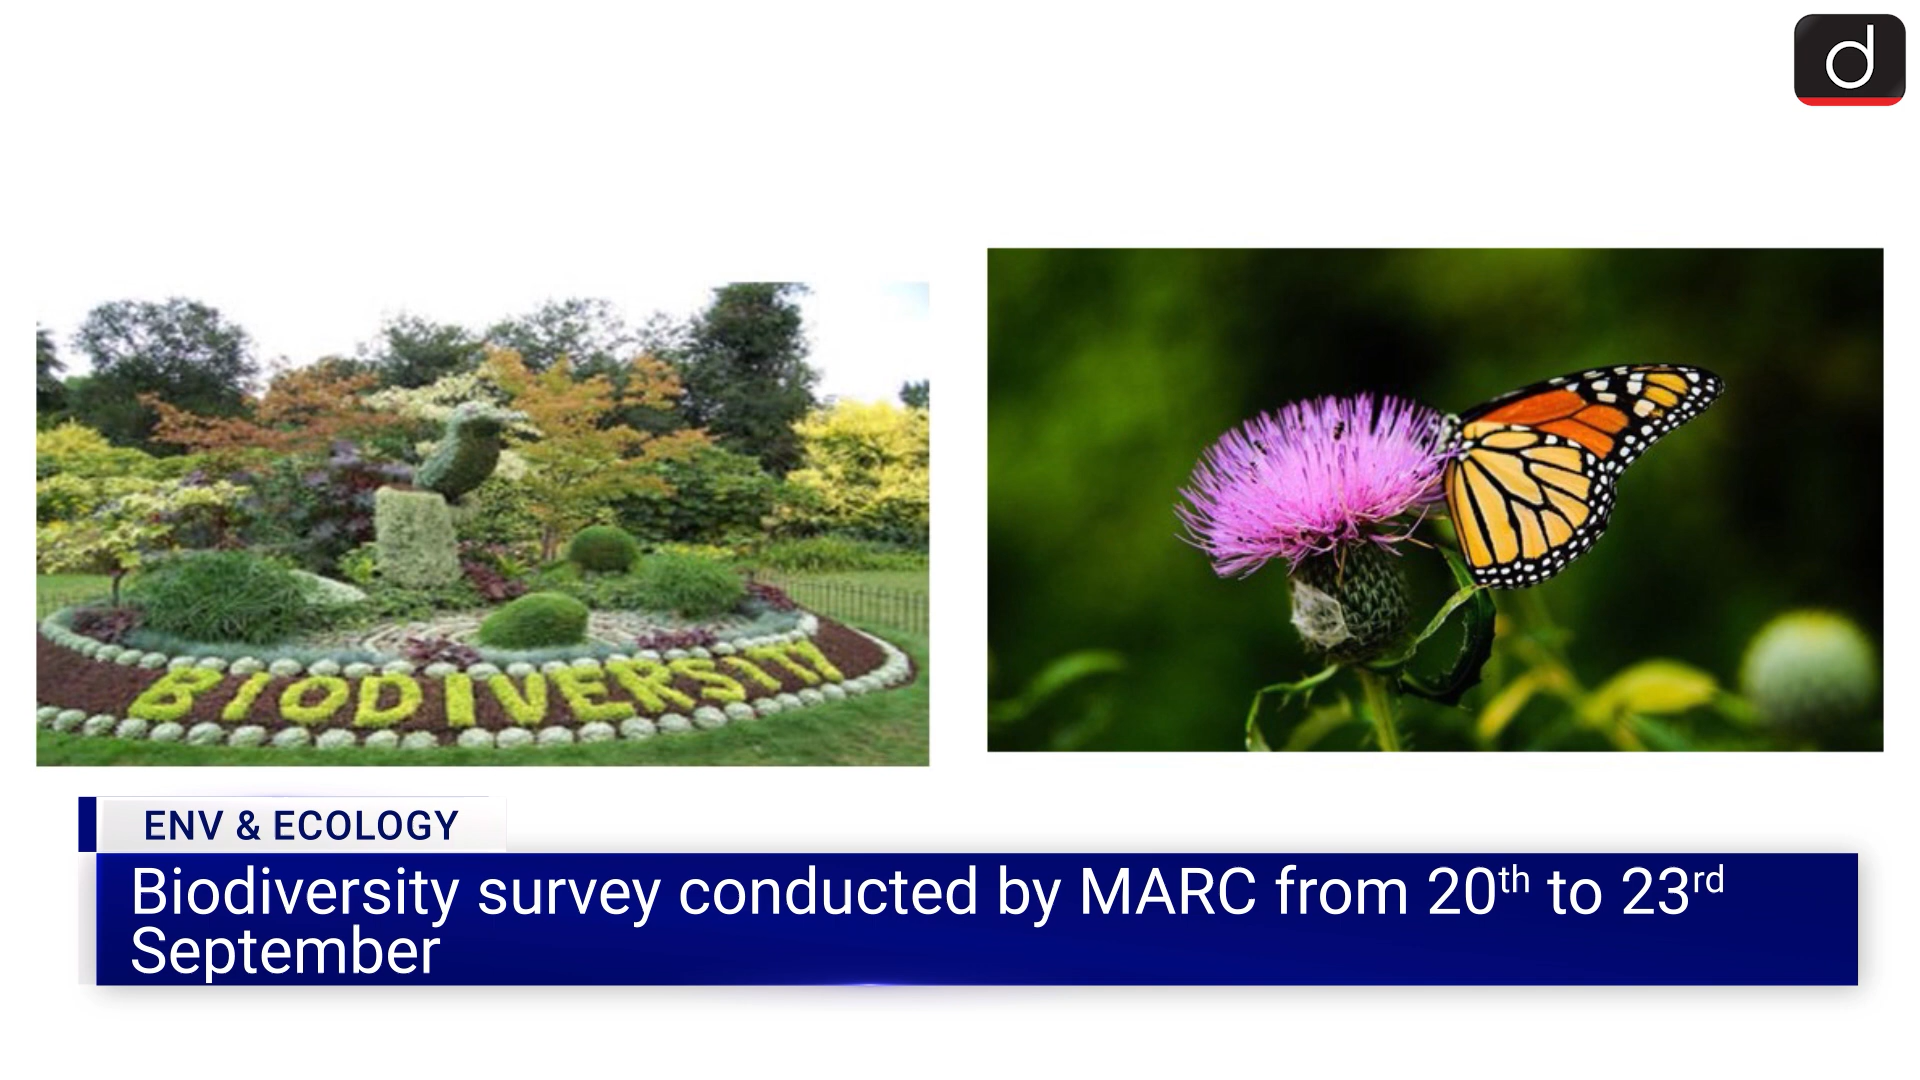 d
BIODIVERSITY
ENV & ECOLOGY
Biodiversity survey conducted by MARC from 20th to 23rd
September